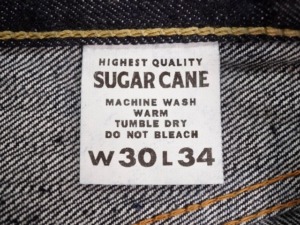 HIGHEST QUALITY
SUGAR CANE
MACHINE WASH
WARM
TUMBLE DRY
DO NOT BLEACH
W30L34